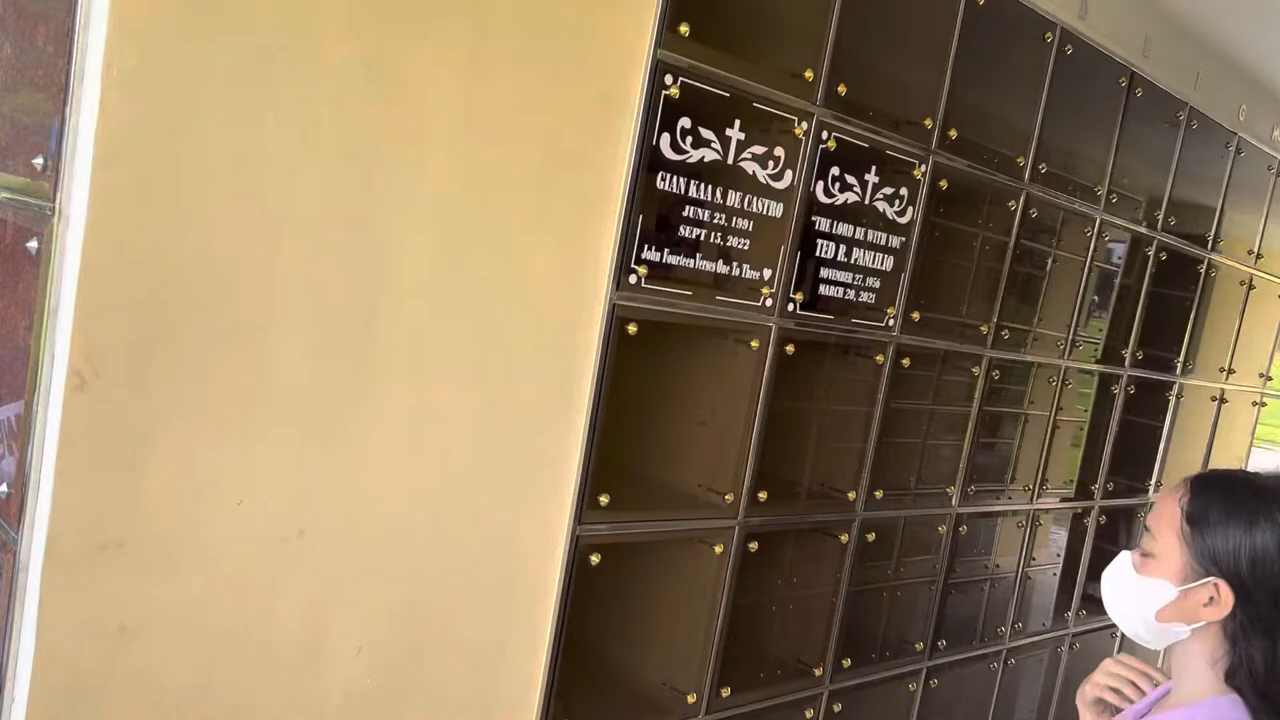 GIAN KAA S. DE CASTRO
JUNE 23, 1991
SEPT 15, 2022
John Fourteen Verses One To Three
"THE LORD BE WITH YOU"
TED R. PANLILIO
NOVEMBER 27, 1956
MARCH 20, 2021